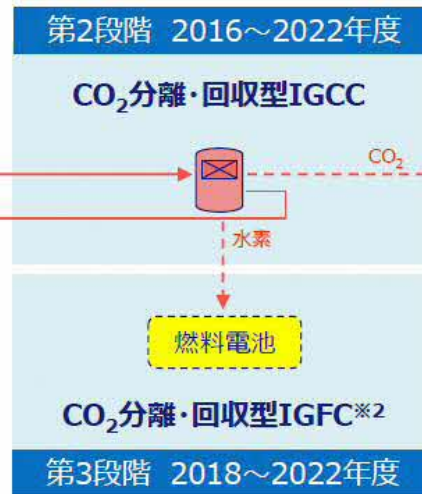 第2段階 2016～2022年度
CO₂分離・回収型IGCC
CO₂
水素
燃料電池
CO₂分離・回収型IGFC※2
第3段階 2018～2022年度